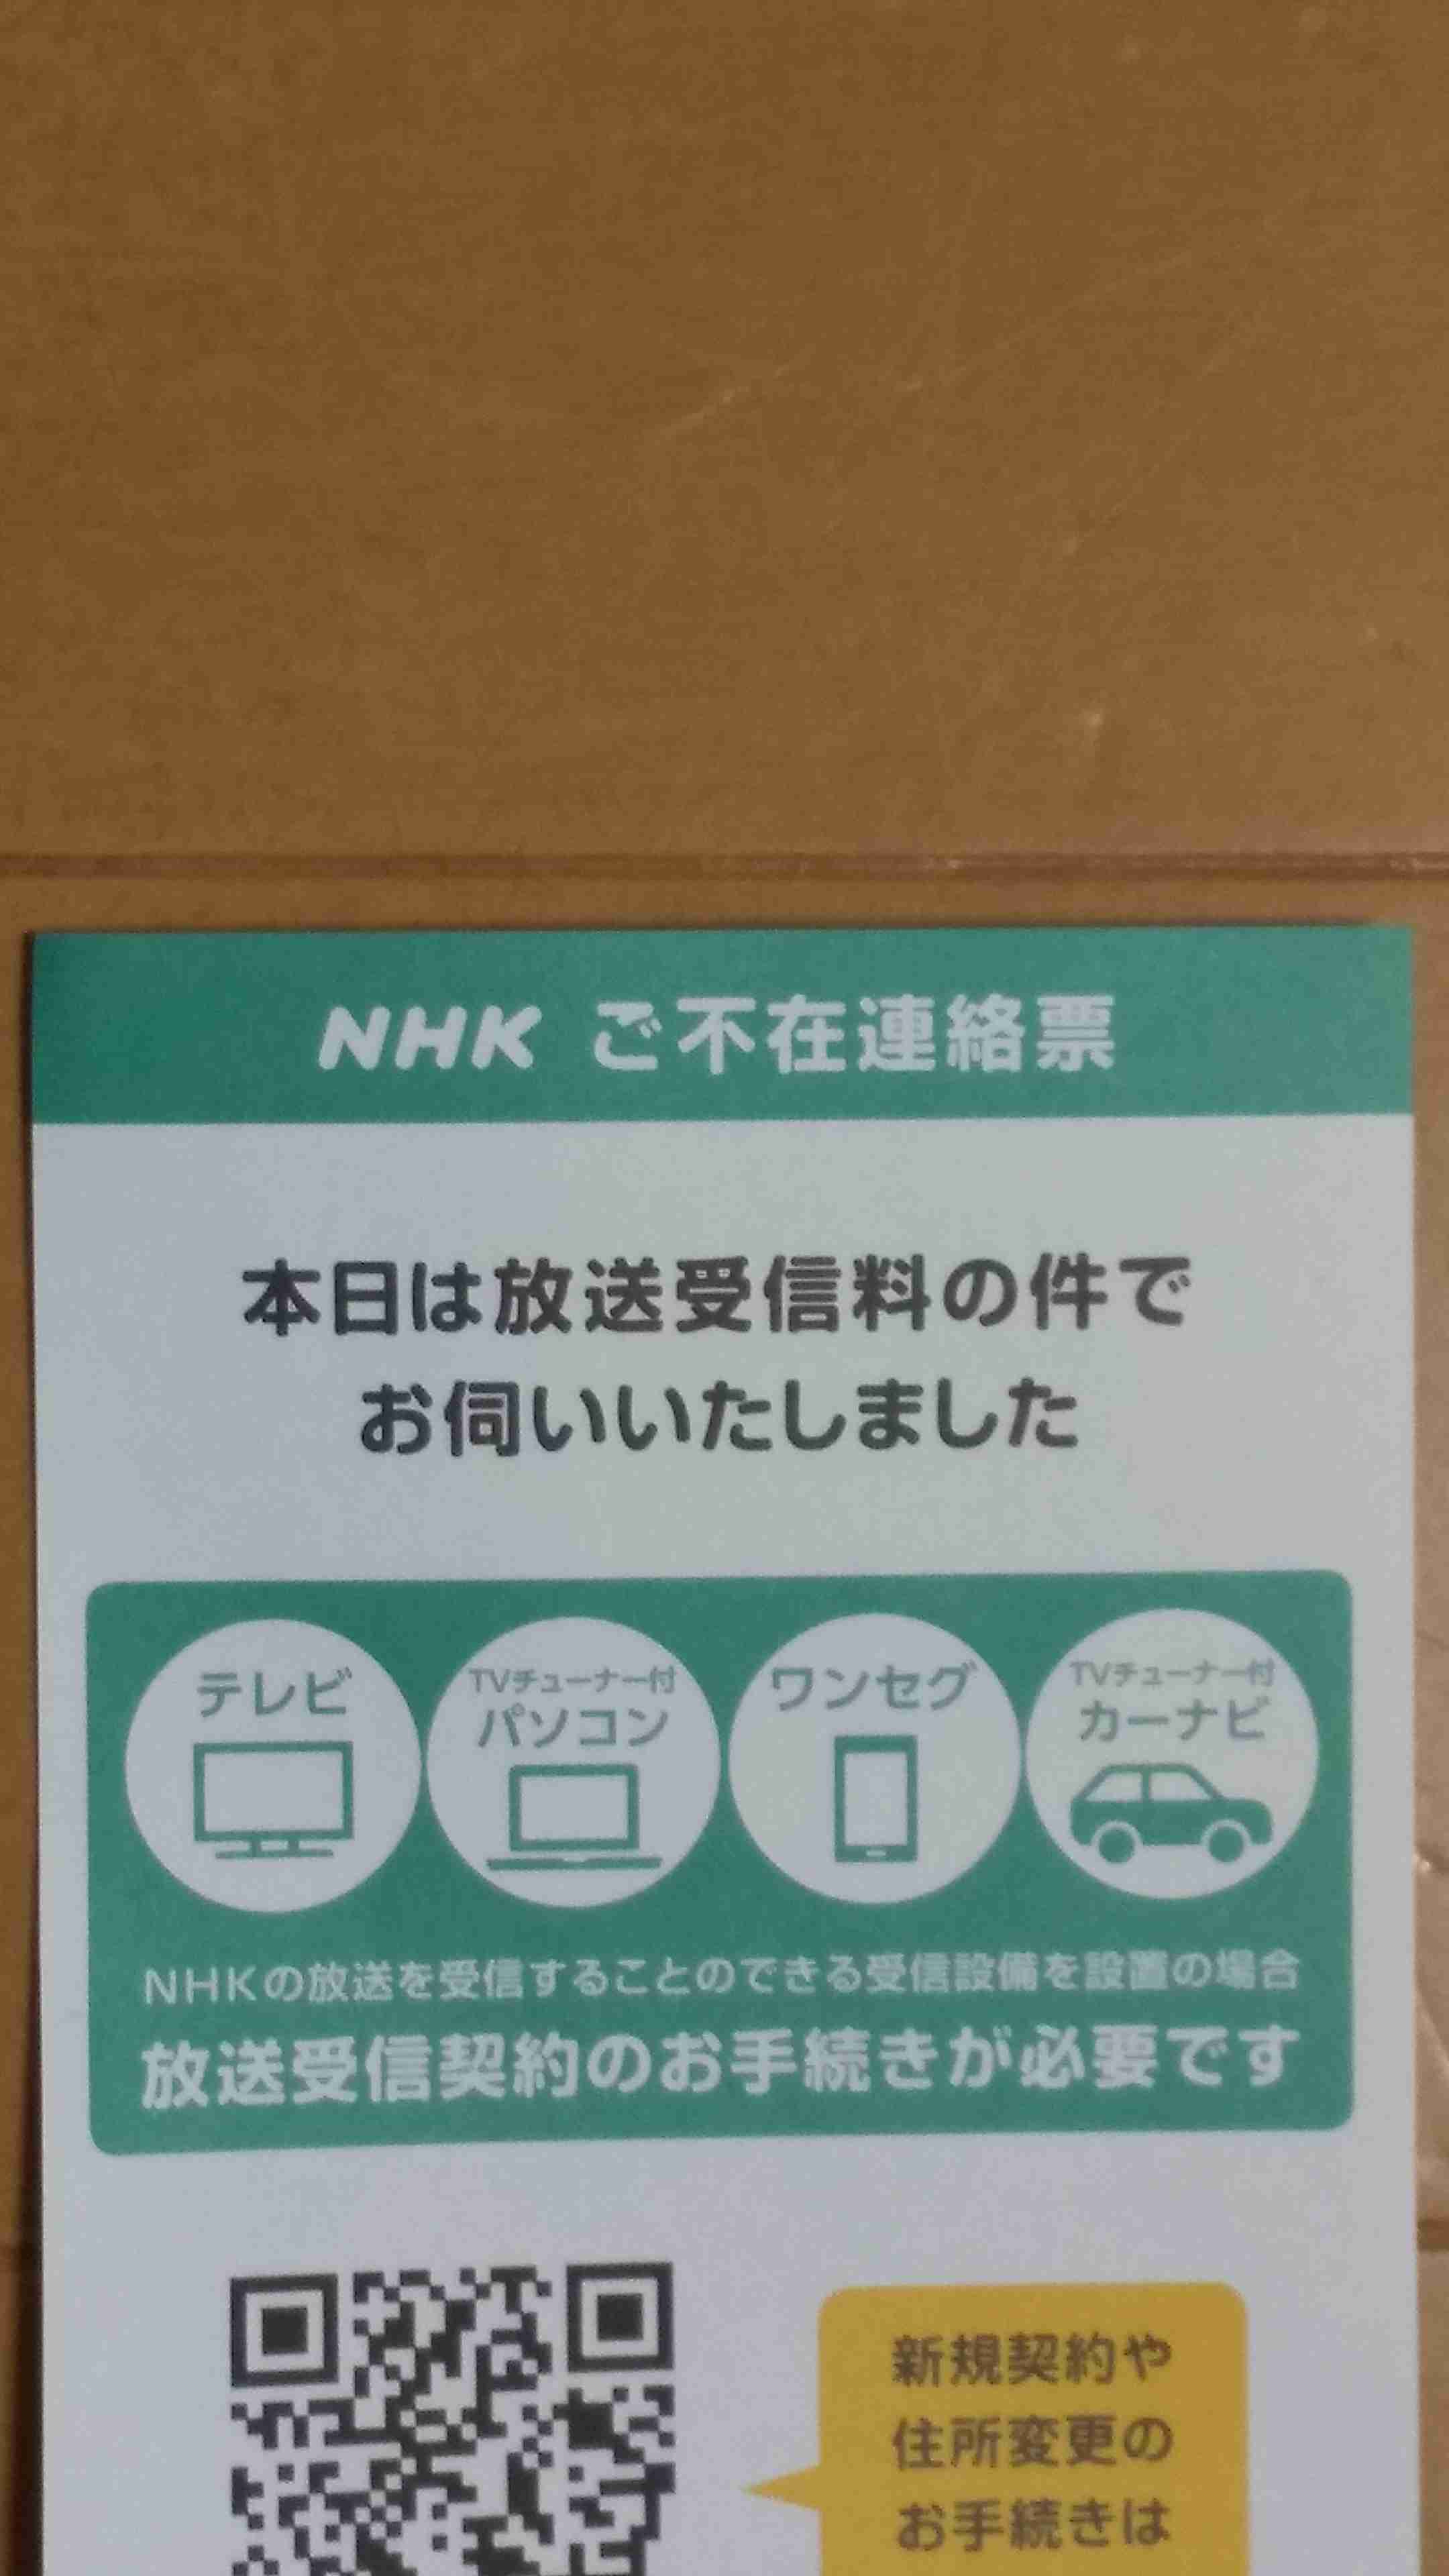 NHK ご不在連絡票
本日は放送受信料の件で
お伺いいたしました
テレビ
TVチューナー付
パソコン
ワンセグ
TVチューナー付
カーナビ
NHKの放送を受信することのできる受信設備を設置の場合
放送受信契約のお手続きが必要です
新規契約や
住所変更の
お手続きは